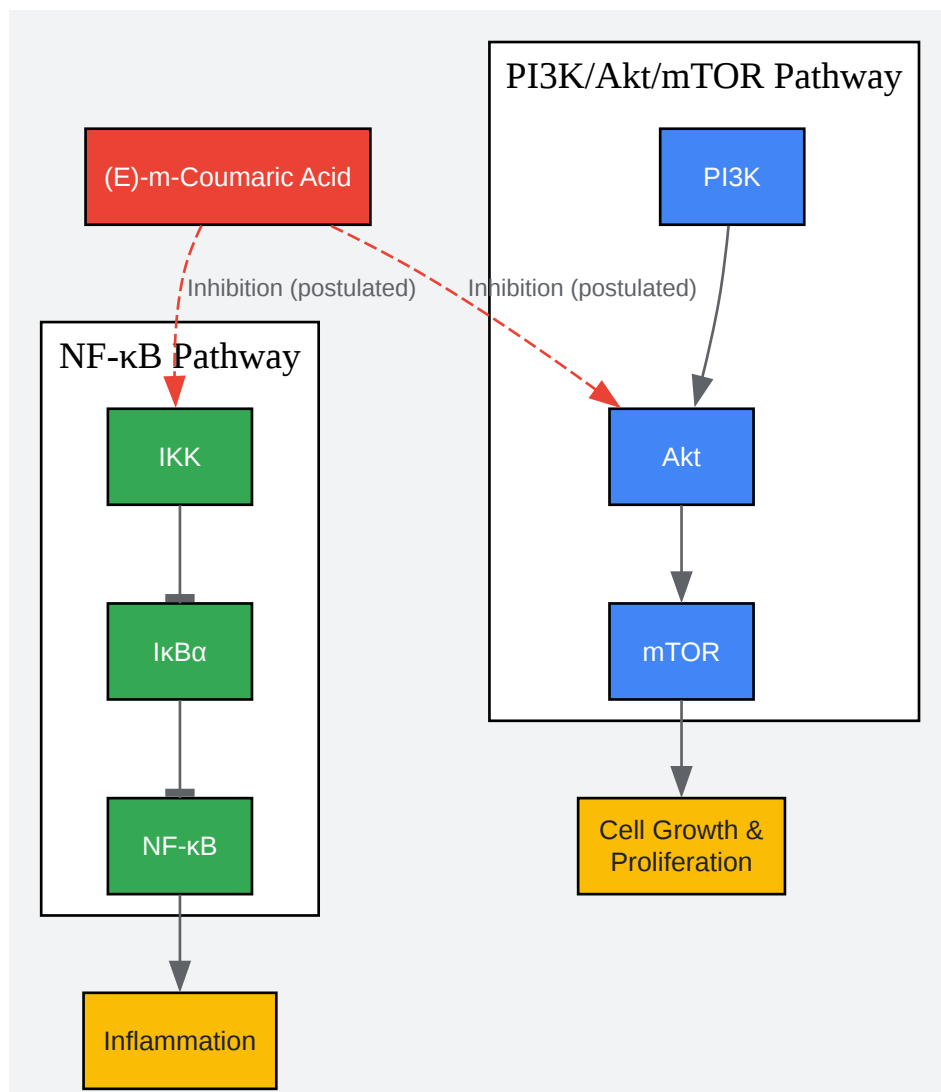 PI3K/Akt/mTOR Pathway
(E)-m-Coumaric Acid
PI3K
Inhibition (postulated)
Inhibition (postulated)
NF-κB Pathway
IKK
Akt
IκBα
mTOR
NF-κB
Cell Growth &
Proliferation
Inflammation